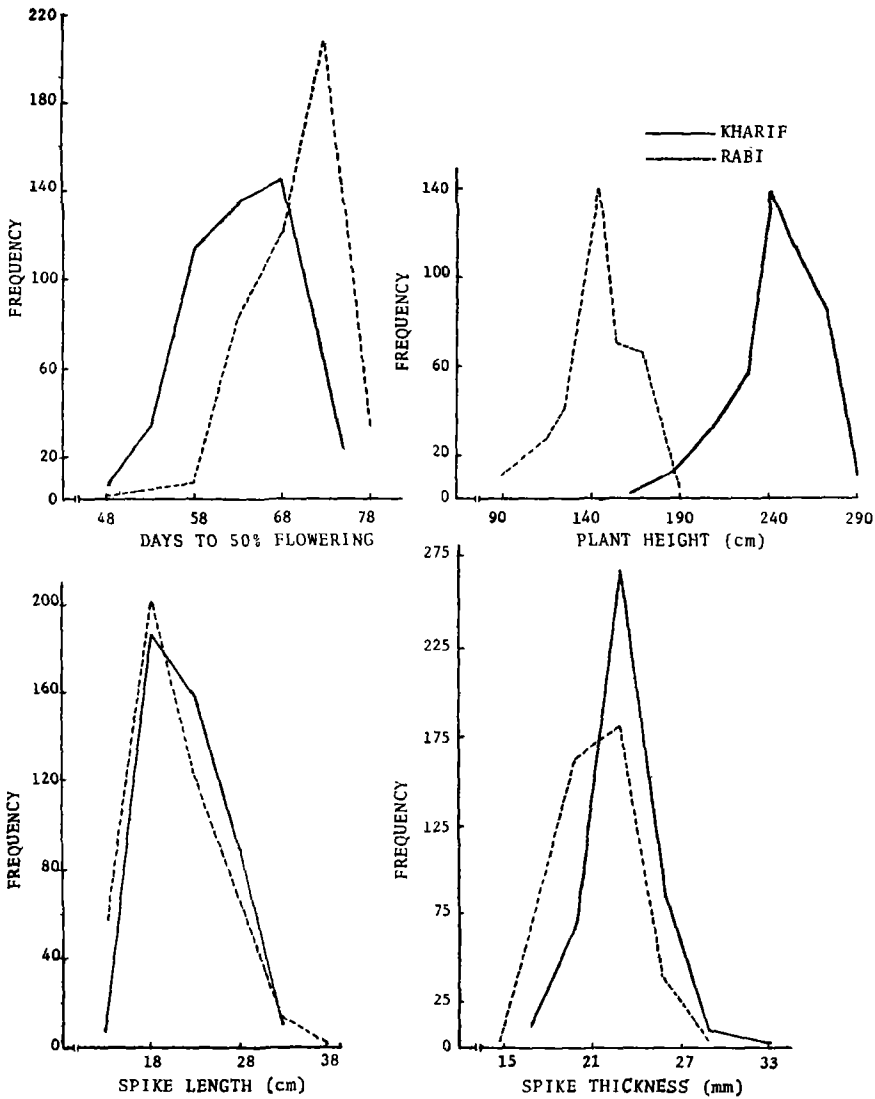 220
180
140
100
60
20
0
FREQUENCY
48 58 68 78
DAYS TO 50% FLOWERING
KHARIF
RABI
140
100
60
20
0
FREQUENCY
90 140 190 240 290
PLANT HEIGHT (cm)
200
160
120
80
40
0
FREQUENCY
18 28 38
SPIKE LENGTH (cm)
275
225
175
125
75
25
0
FREQUENCY
15 21 27 33
SPIKE THICKNESS (mm)